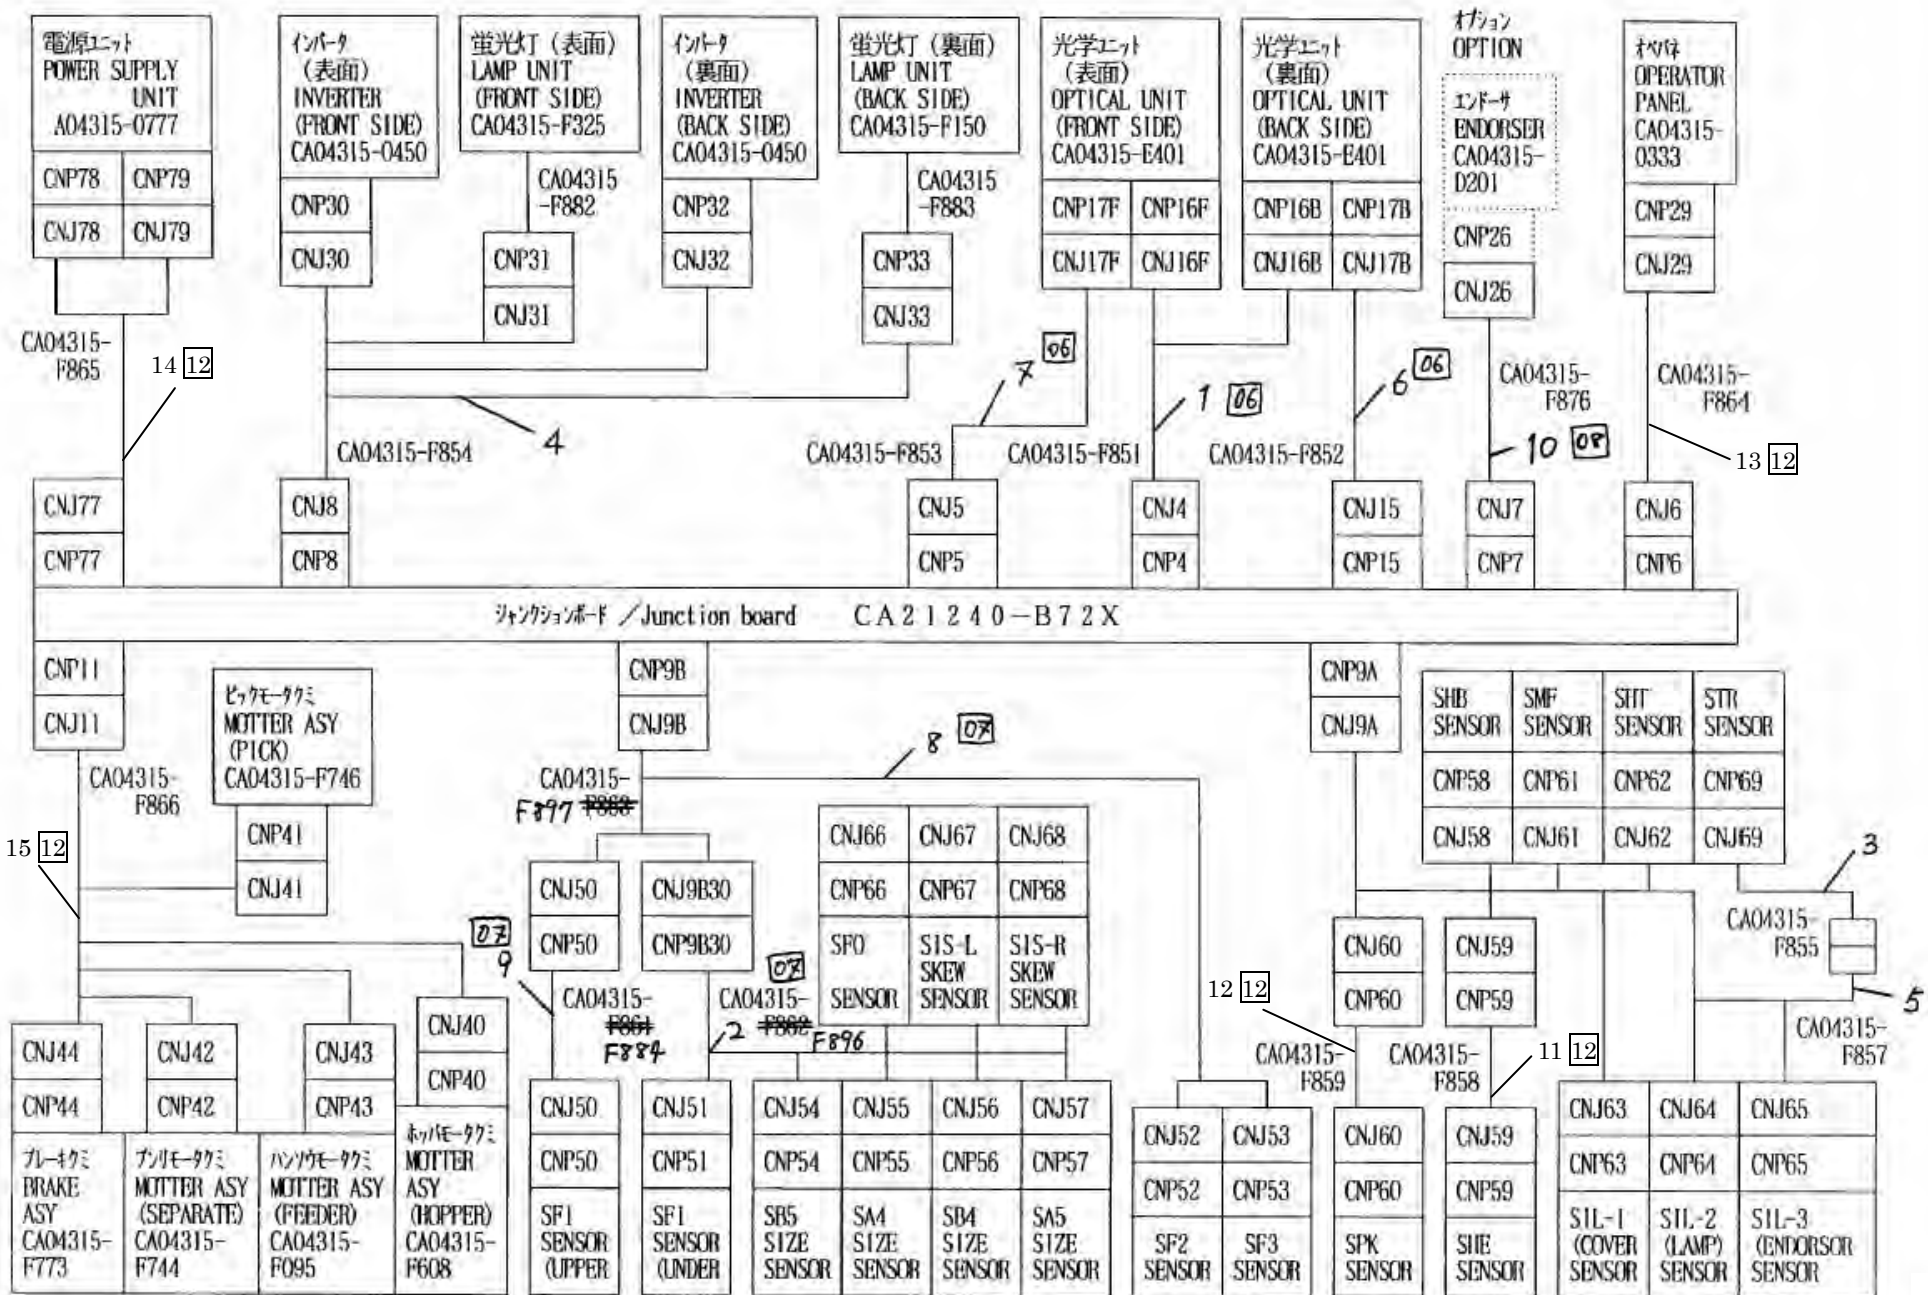 電源ユニット
POWER SUPPLY
UNIT
A04315-0777
CNP78 CNP79
CNJ78 CNJ79
CA04315-
F865
14 12
CNJ77
CNP77
インバータ
(表面)
INVERTER
(FRONT SIDE)
CA04315-0450
CNP30
CNJ30
蛍光灯 (表面)
LAMP UNIT
(FRONT SIDE)
CA04315-F325
CA04315
-F882
CNP31
CNJ31
インバータ
(裏面)
INVERTER
(BACK SIDE)
CA04315-0450
CNP32
CNJ32
蛍光灯 (裏面)
LAMP UNIT
(BACK SIDE)
CA04315-F150
CA04315
-F883
CNP33
CNJ33
4
CA04315-F854
CNJ8
CNP8
光学ユニット
(表面)
OPTICAL UNIT
(FRONT SIDE)
CA04315-E401
CNP17F CNP16F
CNJ17F CNJ16F
光学ユニット
(裏面)
OPTICAL UNIT
(BACK SIDE)
CA04315-E401
CNP16B CNP17B
CNJ16B CNJ17B
7 06
1 06
6 06
CA04315-F853
CA04315-F851
CA04315-F852
CNJ5
CNP5
CNJ4
CNP4
CNJ15
CNP15
オプション
OPTION
エンドーサ
ENDORSER
CA04315-
D201
CNP26
CNJ26
CA04315-
F876
10 08
CNJ7
CNP7
オペパネ
OPERATOR
PANEL
CA04315-
0333
CNP29
CNJ29
CA04315-
F864
13 12
CNJ6
CNP6
ジャンクションボード /Junction board CA21240-B72X
CNP11
CNJ11
CA04315-
F866
15 12
ピックモータクミ
MOTTER ASY
(PICK)
CA04315-F746
CNP41
CNJ41
CNJ44
CNP44
ブレーキクミ
BRAKE
ASY
CA04315-
F773
CNJ42
CNP42
ブンリモータクミ
MOTTER ASY
(SEPARATE)
CA04315-
F744
CNJ43
CNP43
ハンソウモータクミ
MOTTER ASY
(FEEDER)
CA04315-
F095
CNJ40
CNP40
ホッパモータクミ
MOTTER
ASY
(HOPPER)
CA04315-
F608
CNP9B
CNJ9B
CA04315-
F897
8 07
CNJ50
CNP50
CNJ9B30
CNP9B30
07
9
CA04315-
F861
F884
07
CA04315-
2 F896
CNJ66 CNJ67 CNJ68
CNP66 CNP67 CNP68
SFO
SENSOR
SIS-L
SKEW
SENSOR
SIS-R
SKEW
SENSOR
CNJ50
CNP50
SF1
SENSOR
(UPPER
CNJ51
CNP51
SF1
SENSOR
(UNDER
CNJ54 CNJ55 CNJ56 CNJ57
CNP54 CNP55 CNP56 CNP57
SB5
SIZE
SENSOR
SA4
SIZE
SENSOR
SB4
SIZE
SENSOR
SA5
SIZE
SENSOR
CNJ52 CNJ53
CNP52 CNP53
SF2
SENSOR
SF3
SENSOR
CNP9A
CNJ9A
SHB
SENSOR
SMF
SENSOR
SHT
SENSOR
STR
SENSOR
CNP58 CNP61 CNP62 CNP69
CNJ58 CNJ61 CNJ62 CNJ69
3
CA04315-
F855
5
CA04315-
F857
CNJ60
CNP60
CNJ59
CNP59
12 12
CA04315-
F859
CA04315-
F858
11 12
CNJ60
CNP60
SPK
SENSOR
CNJ59
CNP59
SHE
SENSOR
CNJ63 CNJ64 CNJ65
CNP63 CNP64 CNP65
SIL-1
(COVER
SENSOR
SIL-2
(LAMP)
SENSOR
SIL-3
(ENDORSOR
SENSOR